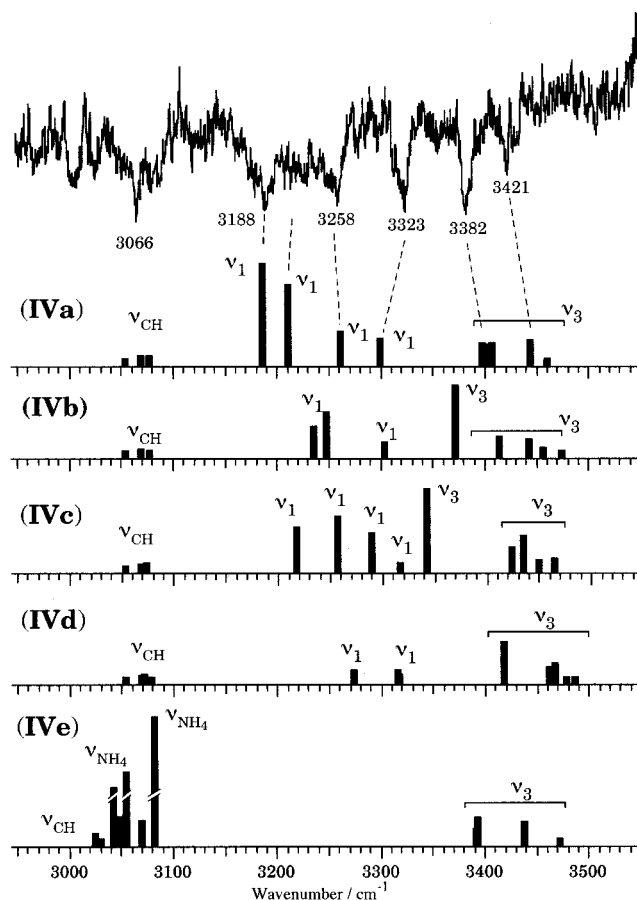 3421
3188 3258 3323 3382
3066
ν1
ν1
(IVa) νCH ν1 ν1 ν3
(IVb) νCH ν1 ν1 ν3 ν3
(IVc) νCH ν1 ν1 ν1 ν1 ν3 ν3
(IVd) νCH ν1 ν1 ν3
(IVe) νCH νNH4 νNH4 ν3
3000 3100 3200 3300 3400 3500
Wavenumber / cm⁻¹